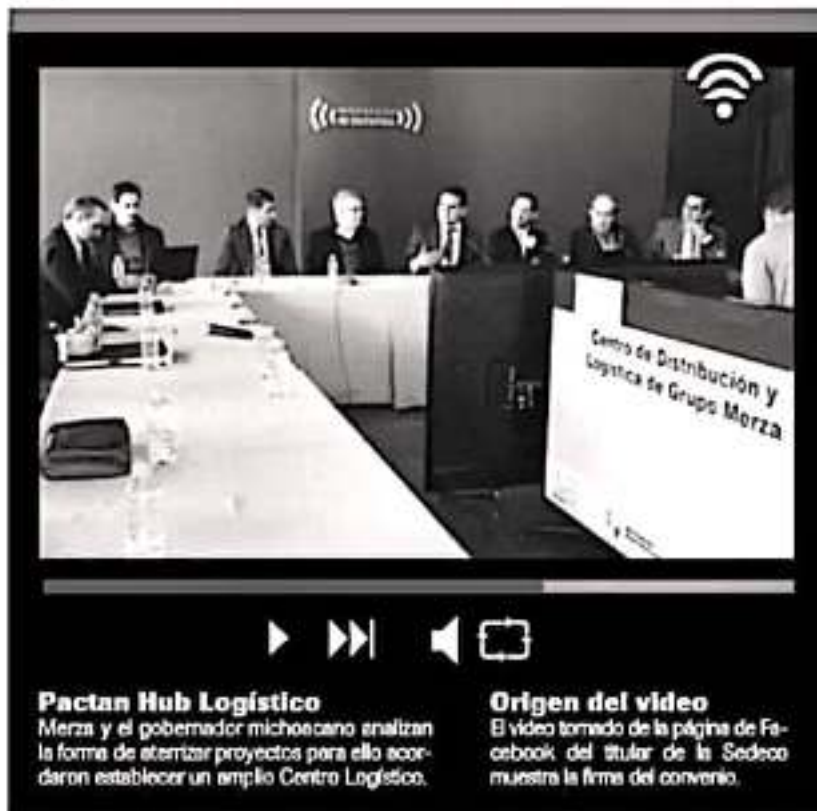 Centro de Distribución y
Logística de Grupo Merza
Pactan Hub Logístico
Merza y el gobernador michoacano analizan
la forma de aterrizar proyectos para ello acor-
daron establecer un amplio Centro Logístico.
Origen del video
El video tomado de la página de Fa-
cebook del titular de la Sedeco
muestra la firma del convenio.